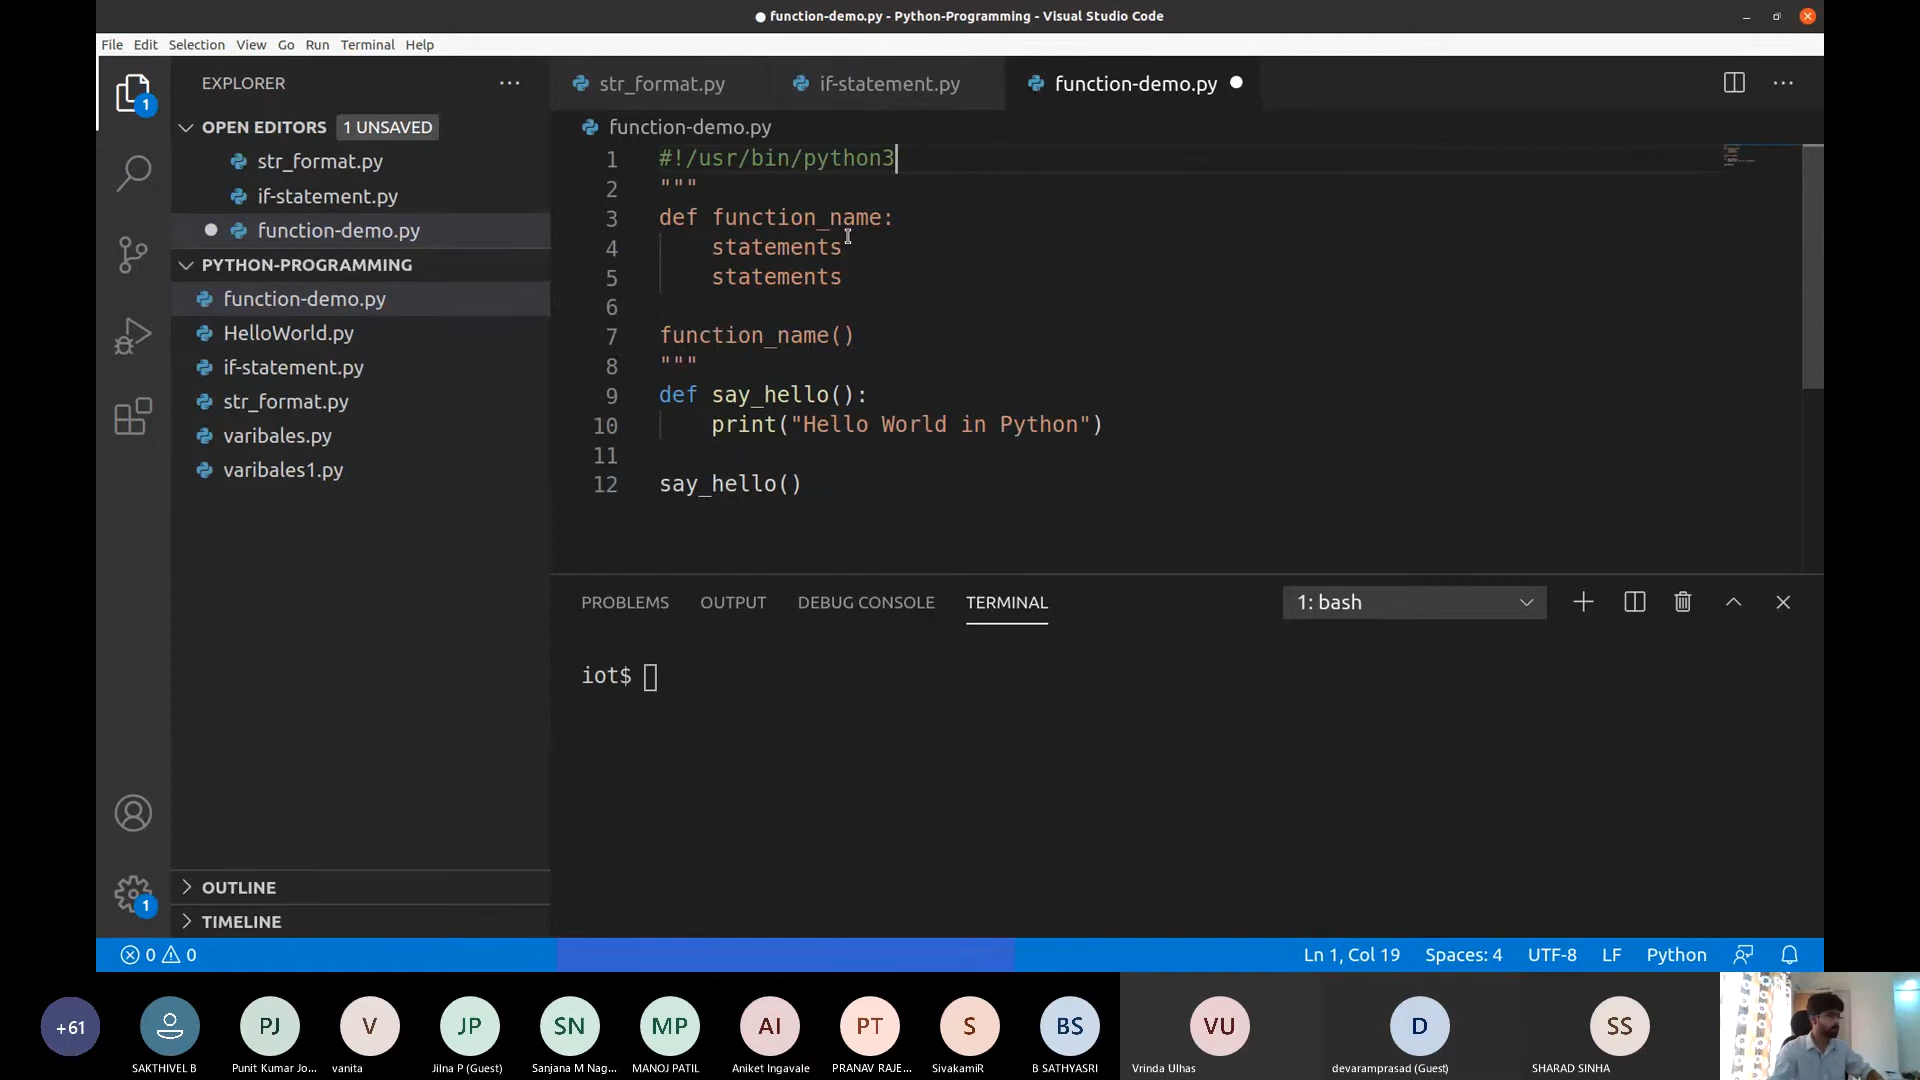 ● function-demo.py - Python-Programming - Visual Studio Code
File Edit Selection View Go Run Terminal Help
EXPLORER
OPEN EDITORS 1 UNSAVED
str_format.py
if-statement.py
function-demo.py
PYTHON-PROGRAMMING
function-demo.py
HelloWorld.py
if-statement.py
str_format.py
varibales.py
varibales1.py
OUTLINE
TIMELINE
1
1
str_format.py if-statement.py function-demo.py
function-demo.py
1 #!/usr/bin/python3
2 """
3 def function_name:
4 statements
5 statements
6
7 function_name()
8 """
9 def say_hello():
10 print("Hello World in Python")
11
12 say_hello()
PROBLEMS OUTPUT DEBUG CONSOLE TERMINAL 1: bash
iot$
0 0 Ln 1, Col 19 Spaces: 4 UTF-8 LF Python
+61 PJ V JP SN MP AI PT S BS VU D SS
SAKTHIVEL B Punit Kumar Jo... vanita Jilna P (Guest) Sanjana M Nag... MANOJ PATIL Aniket Ingavale PRANAV RAJE... SivakamiR B SATHYASRI Vrinda Ulhas devaramprasad (Guest) SHARAD SINHA